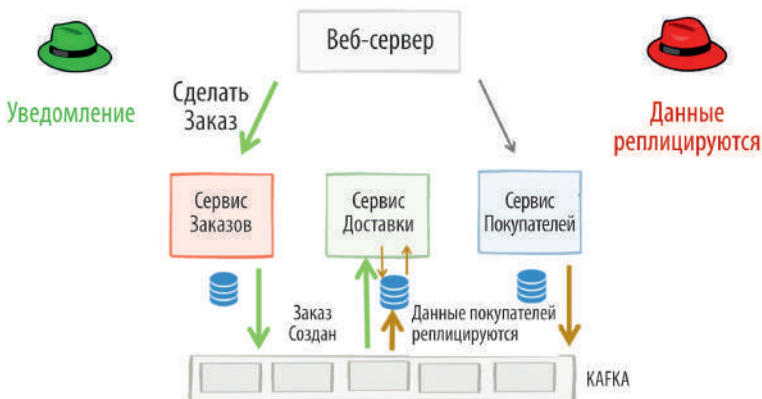 Веб-сервер
Уведомление
Сделать
Заказ
Данные
реплицируются
Сервис
Заказов
Сервис
Доставки
Сервис
Покупателей
Заказ
Создан
Данные покупателей
реплицируются
KAFKA